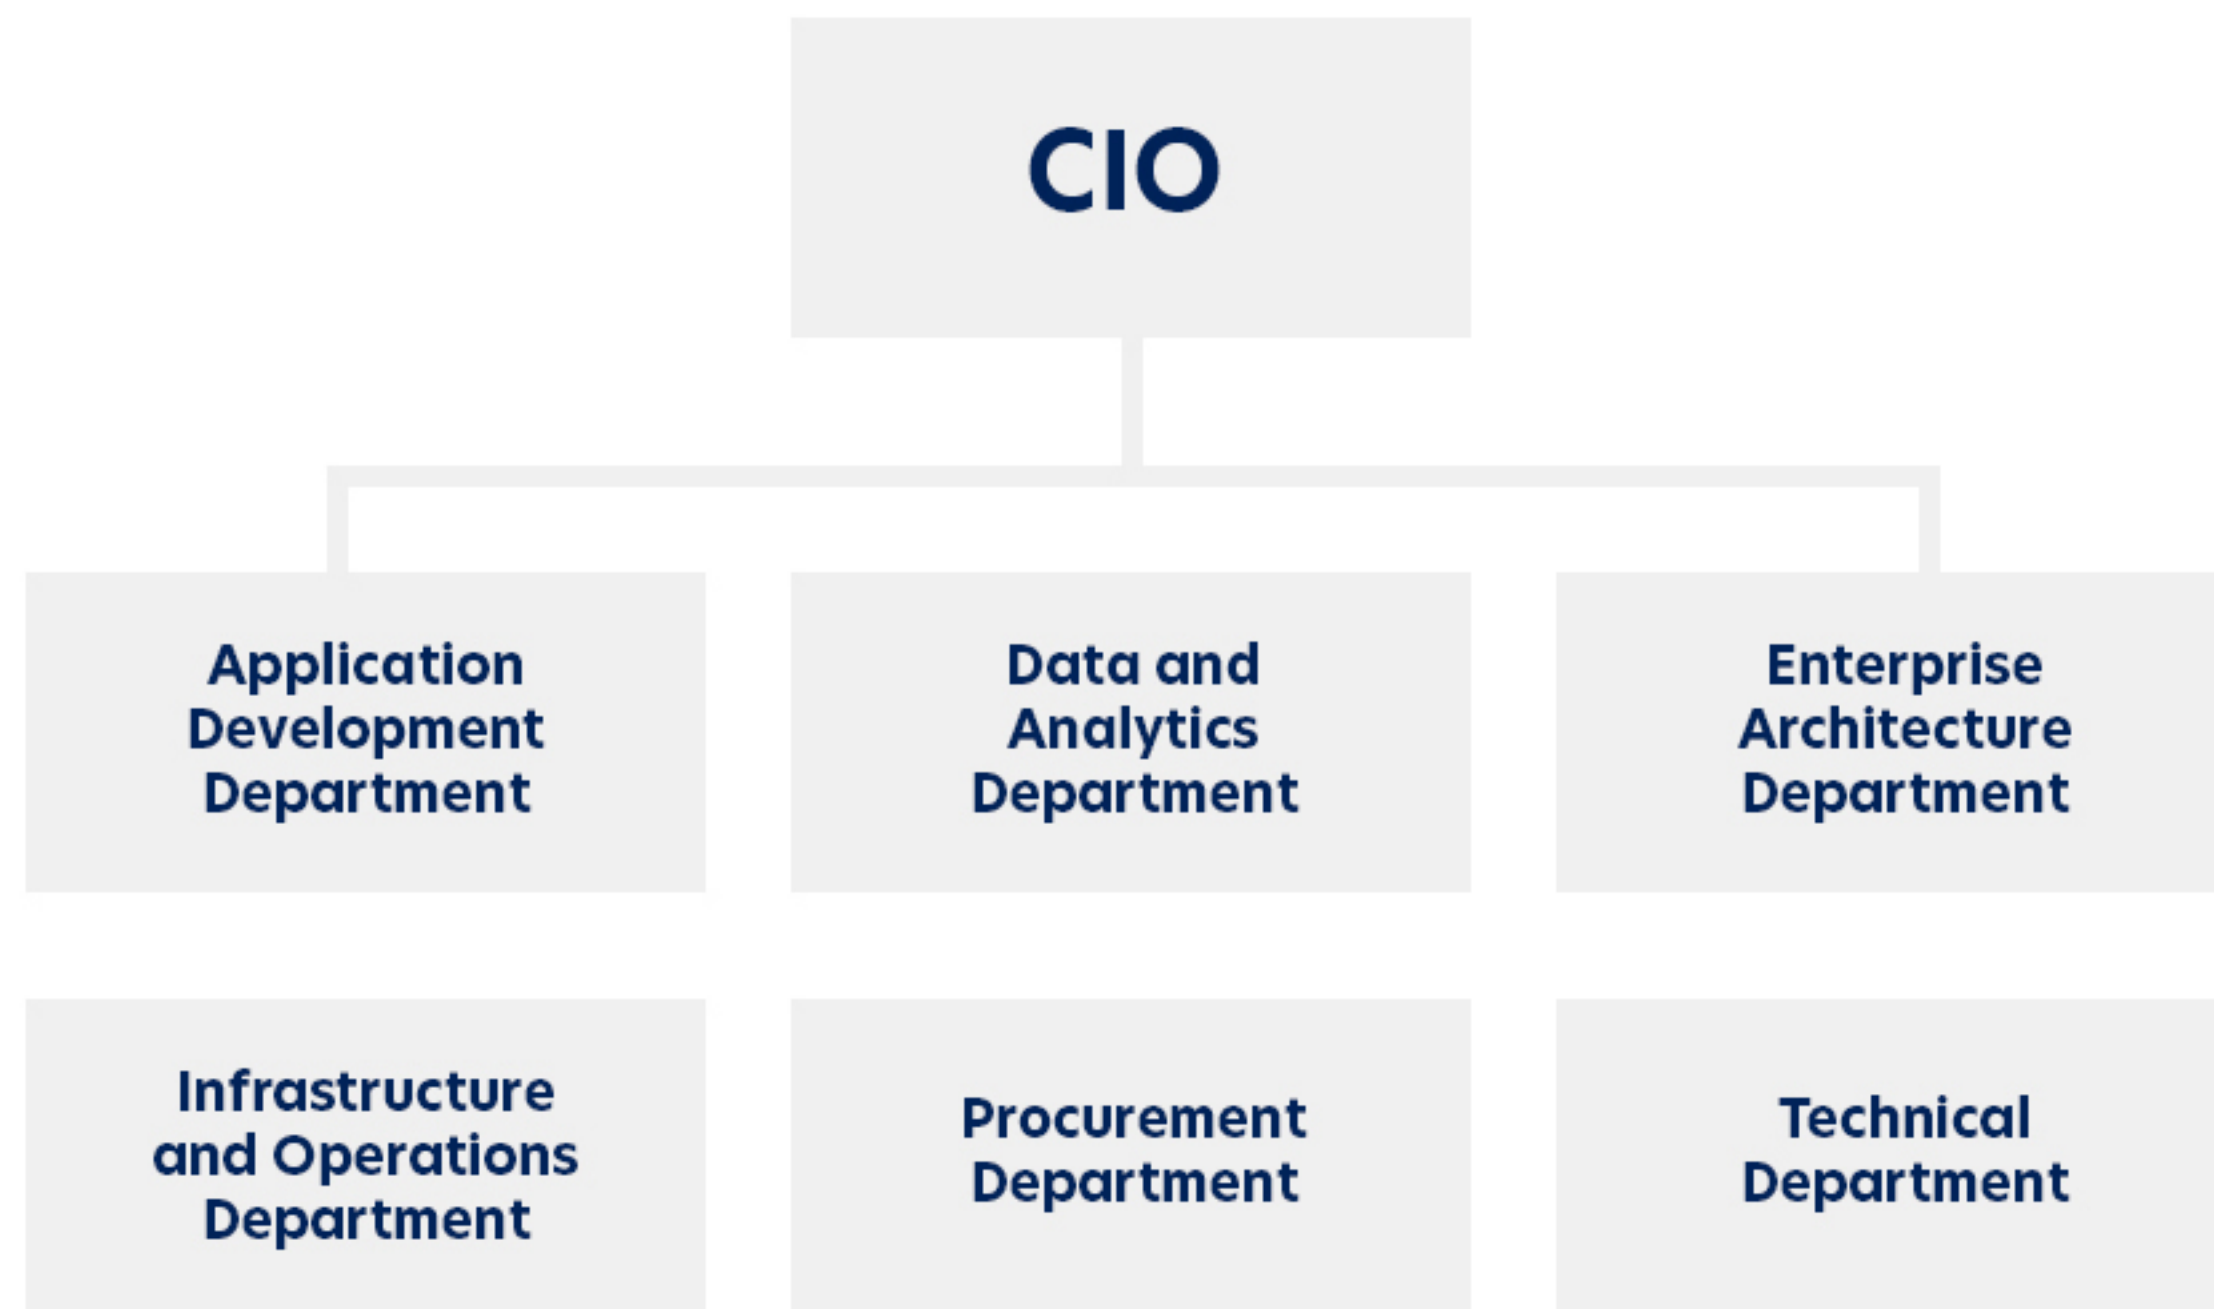 CIO
Application
Development
Department
Data and
Analytics
Department
Enterprise
Architecture
Department
Infrastructure
and Operations
Department
Procurement
Department
Technical
Department